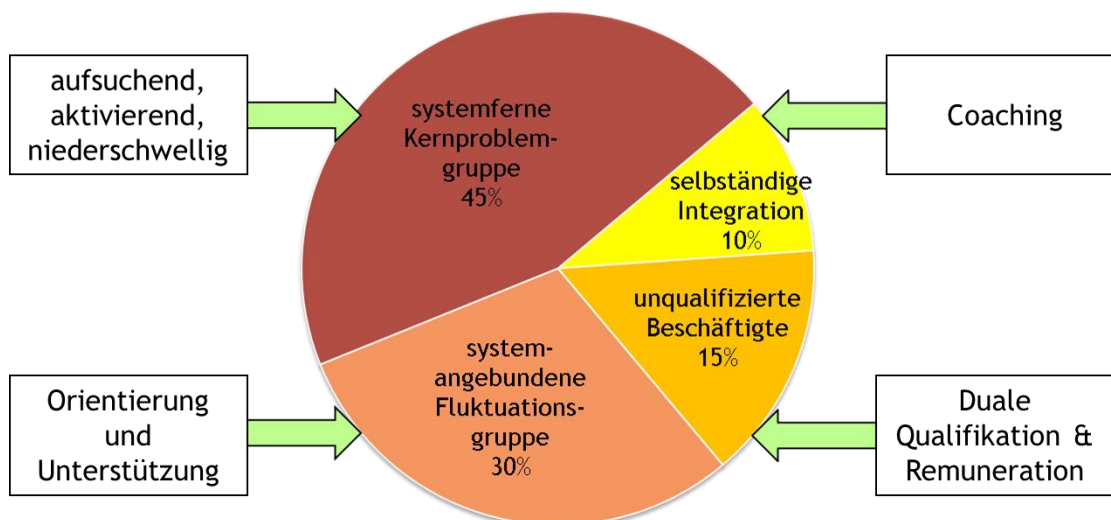 aufsuchend,
aktivierend,
niederschwellig
systemferne
Kernproblem-
gruppe
45%
Coaching
selbständige
Integration
10%
unqualifizierte
Beschäftigte
15%
system-
angebundene
Fluktuations-
gruppe
30%
Orientierung
und
Unterstützung
Duale
Qualifikation &
Remuneration